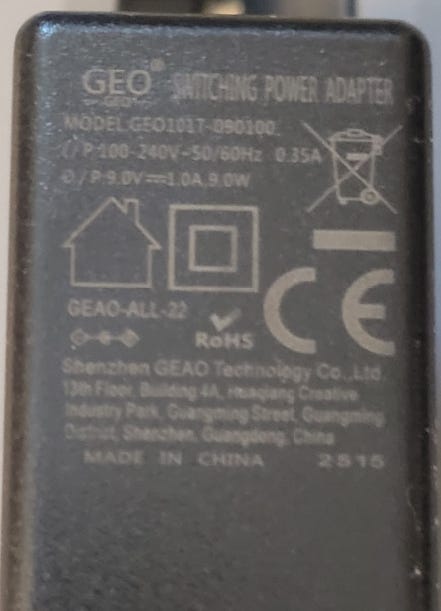 GEO® SWITCHING POWER ADAPTER
GEO1
MODEL:GEO101T-090100
I/P:100-240V~50/60Hz 0.35A
O/P:9.0V⎓1.0A,9.0W
GEAO-ALL-22
RoHS
CE
Shenzhen GEAO Technology Co.,Ltd.
13th Floor, Building 4A, Huaqiang Creative
Industry Park, Guangming Street, Guangming
District, Shenzhen, Guangdong, China
MADE IN CHINA 2515